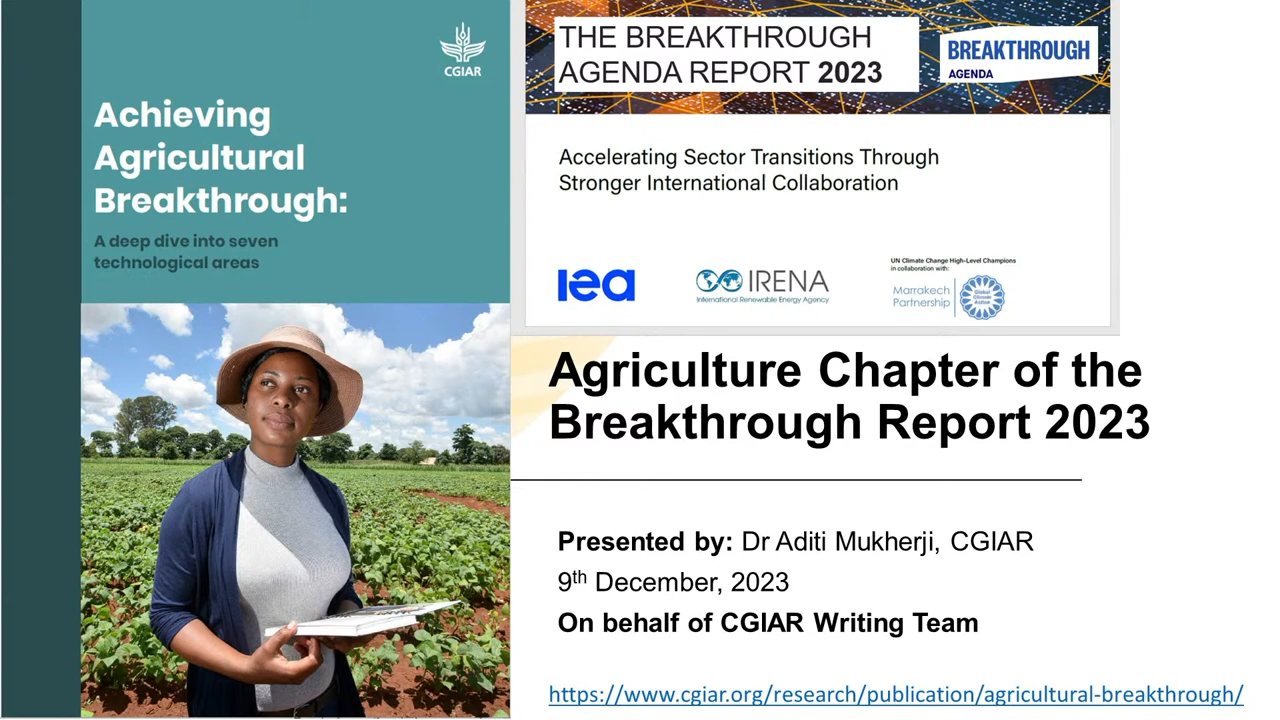 CGIAR
Achieving
Agricultural
Breakthrough:
A deep dive into seven
technological areas
THE BREAKTHROUGH
AGENDA REPORT 2023
BREAKTHROUGH
AGENDA
Accelerating Sector Transitions Through
Stronger International Collaboration
iea
IRENA
International Renewable Energy Agency
UN Climate Change High-Level Champions
in collaboration with:
Marrakech
Partnership
Global
Climate
Action
Agriculture Chapter of the
Breakthrough Report 2023
Presented by: Dr Aditi Mukherji, CGIAR
9th December, 2023
On behalf of CGIAR Writing Team
https://www.cgiar.org/research/publication/agricultural-breakthrough/